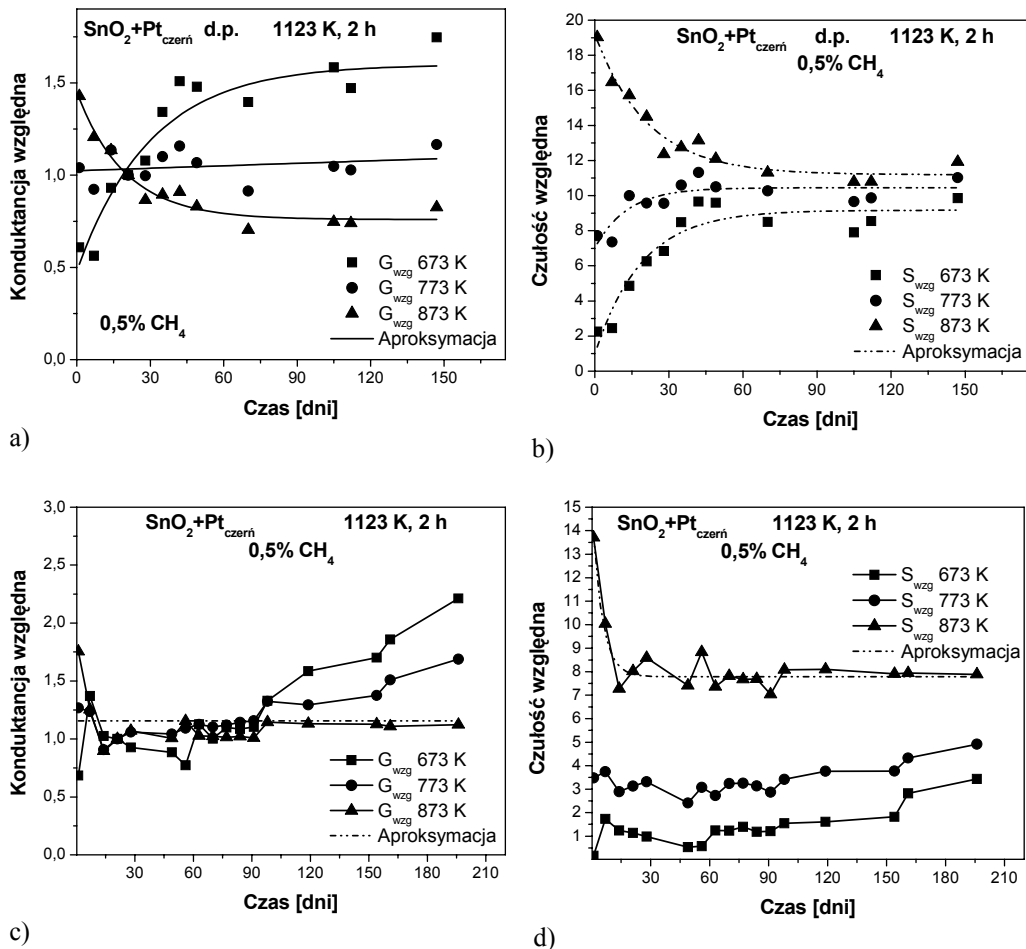 SnO2+Ptczerń d.p. 1123 K, 2 h
Konduktancja względna
1,5
1,0
0,5
0,0
0,5% CH4
Gwzg 673 K
Gwzg 773 K
Gwzg 873 K
Aproksymacja
0 30 60 90 120 150
Czas [dni]
a)
SnO2+Ptczerń d.p. 1123 K, 2 h
0,5% CH4
Czułość względna
20
18
16
14
12
10
8
6
4
2
0
Swzg 673 K
Swzg 773 K
Swzg 873 K
Aproksymacja
0 30 60 90 120 150
Czas [dni]
b)
SnO2+Ptczerń 1123 K, 2 h
0,5% CH4
Konduktancja względna
3,0
2,5
2,0
1,5
1,0
0,5
0,0
Gwzg 673 K
Gwzg 773 K
Gwzg 873 K
Aproksymacja
30 60 90 120 150 180 210
Czas [dni]
c)
SnO2+Ptczerń 1123 K, 2 h
0,5% CH4
Czułość względna
15
14
13
12
11
10
9
8
7
6
5
4
3
2
1
Swzg 673 K
Swzg 773 K
Swzg 873 K
Aproksymacja
30 60 90 120 150 180 210
Czas [dni]
d)